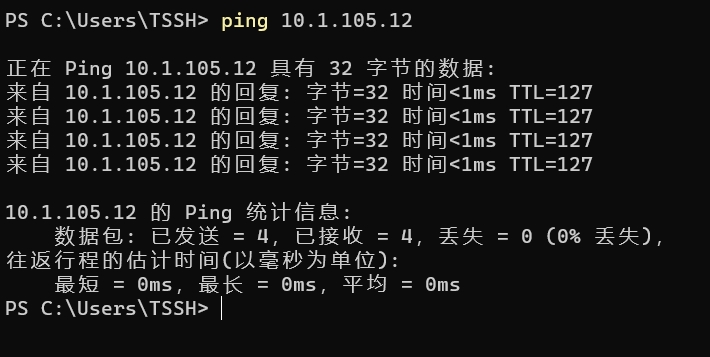 PS C:\Users\TSSH> ping 10.1.105.12
正在 Ping 10.1.105.12 具有 32 字节的数据:
来自 10.1.105.12 的回复: 字节=32 时间<1ms TTL=127
来自 10.1.105.12 的回复: 字节=32 时间<1ms TTL=127
来自 10.1.105.12 的回复: 字节=32 时间<1ms TTL=127
来自 10.1.105.12 的回复: 字节=32 时间<1ms TTL=127
10.1.105.12 的 Ping 统计信息:
    数据包: 已发送 = 4，已接收 = 4，丢失 = 0 (0% 丢失)，
往返行程的估计时间(以毫秒为单位):
    最短 = 0ms，最长 = 0ms，平均 = 0ms
PS C:\Users\TSSH>